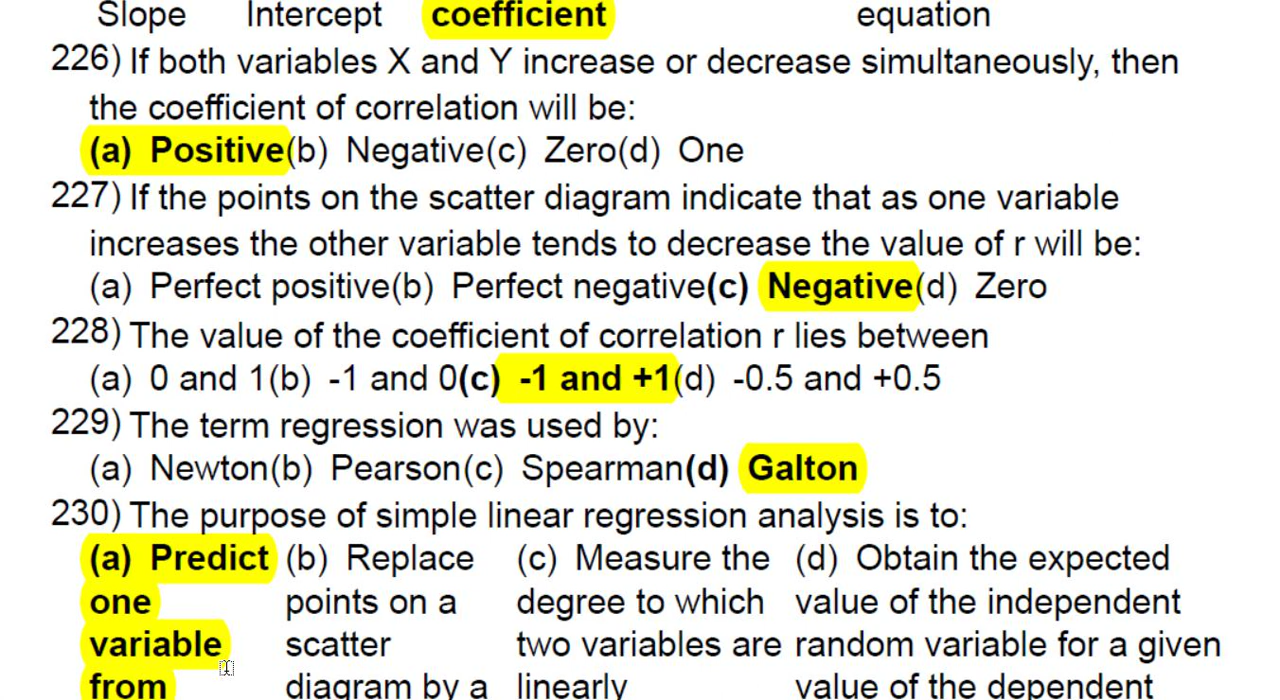 Slope Intercept coefficient equation
226) If both variables X and Y increase or decrease simultaneously, then
the coefficient of correlation will be:
(a) Positive(b) Negative(c) Zero(d) One
227) If the points on the scatter diagram indicate that as one variable
increases the other variable tends to decrease the value of r will be:
(a) Perfect positive(b) Perfect negative(c) Negative(d) Zero
228) The value of the coefficient of correlation r lies between
(a) 0 and 1(b) -1 and 0(c) -1 and +1(d) -0.5 and +0.5
229) The term regression was used by:
(a) Newton(b) Pearson(c) Spearman(d) Galton
230) The purpose of simple linear regression analysis is to:
(a) Predict (b) Replace (c) Measure the (d) Obtain the expected
one points on a degree to which value of the independent
variable scatter two variables are random variable for a given
from diagram by a linearly value of the dependent